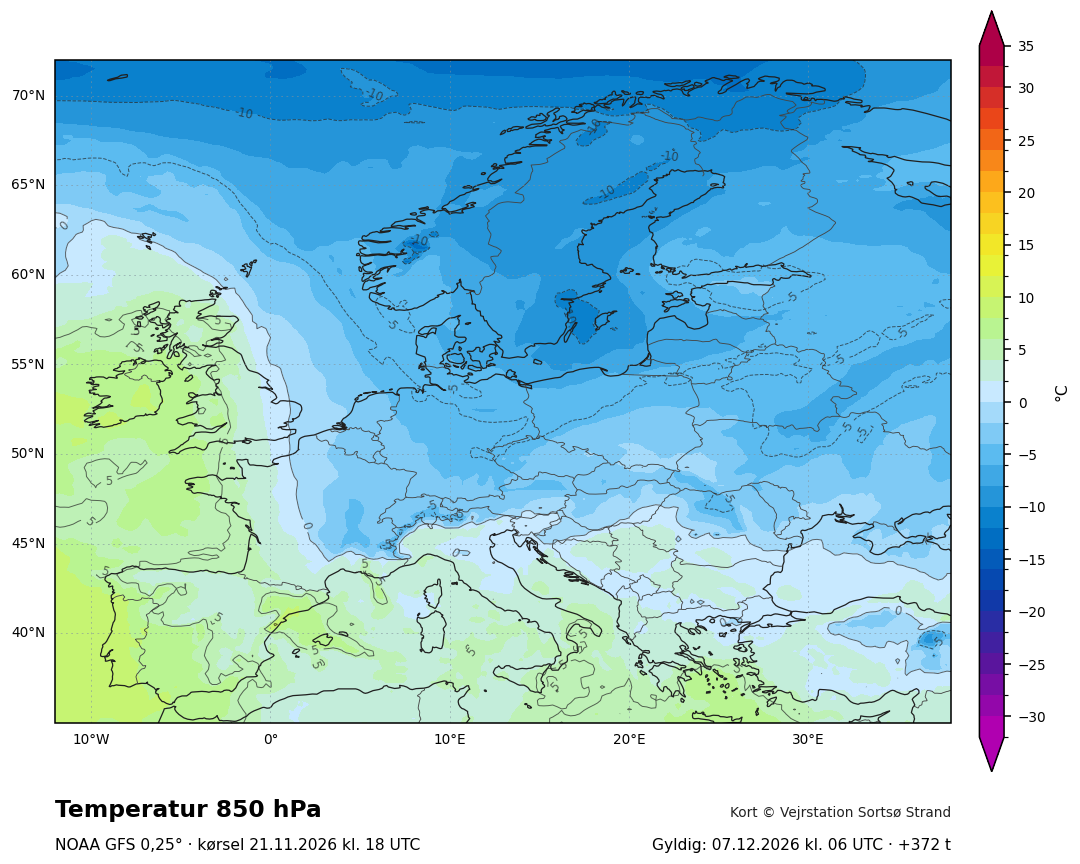 70°N
65°N
60°N
55°N
50°N
45°N
40°N
10°W 0° 10°E 20°E 30°E
35
30
25
20
15
10
5
0
−5
−10
−15
−20
−25
−30
°C
Temperatur 850 hPa
Kort © Vejrstation Sortsø Strand
NOAA GFS 0,25° · kørsel 21.11.2026 kl. 18 UTC
Gyldig: 07.12.2026 kl. 06 UTC · +372 t